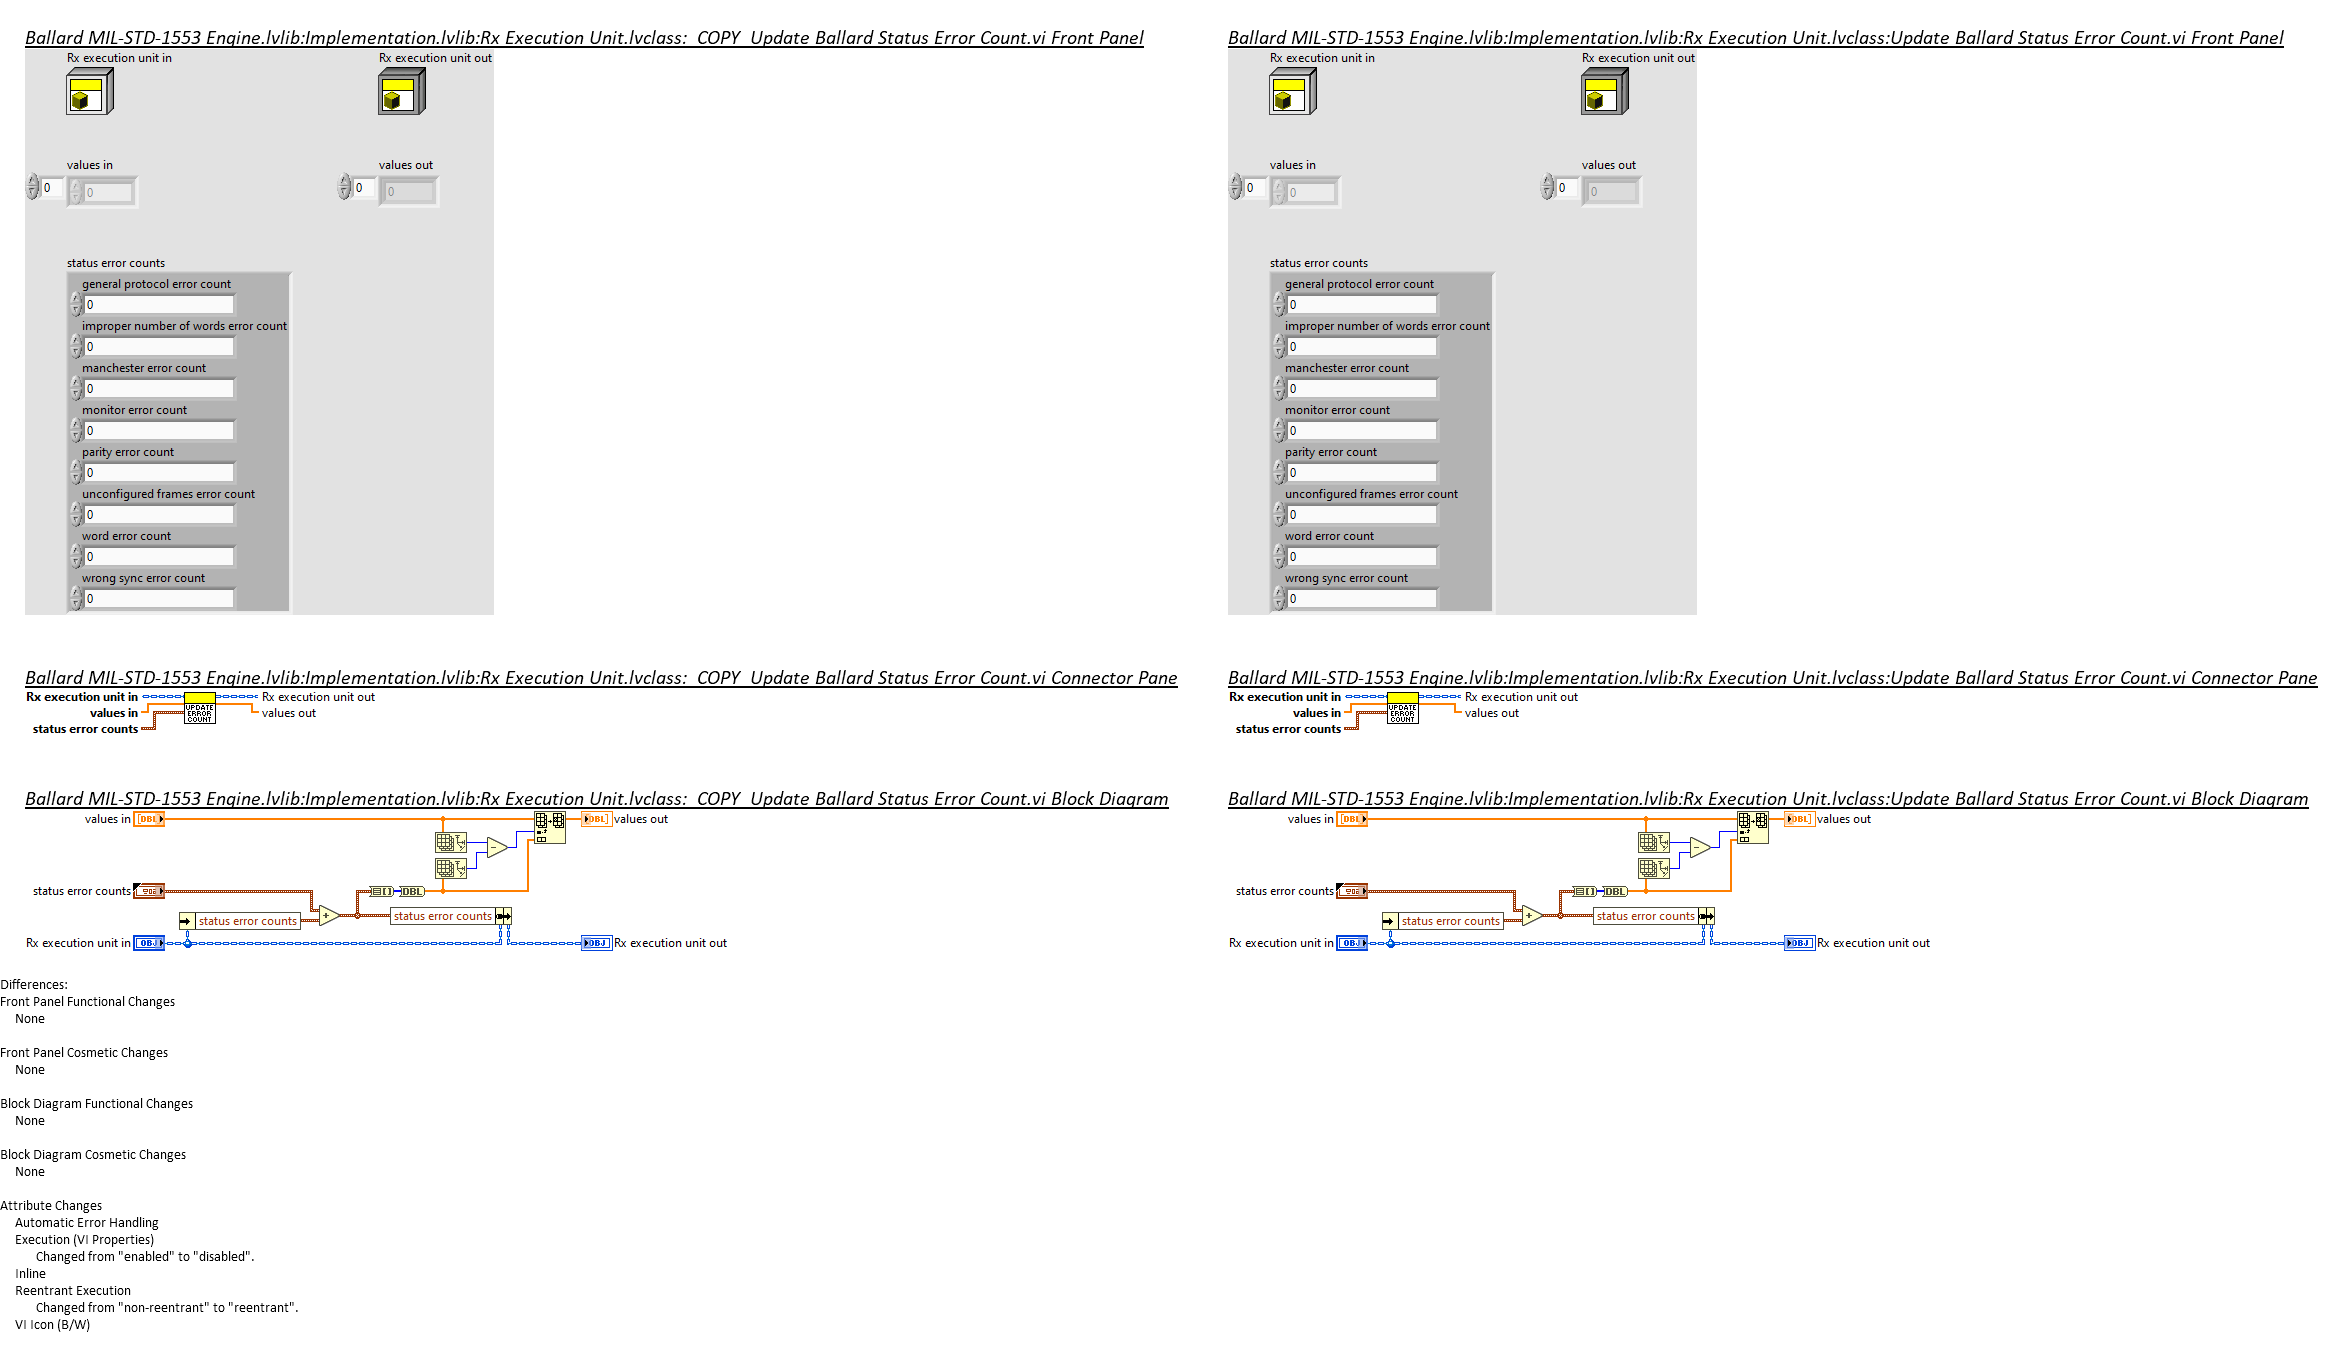 Ballard MIL-STD-1553 Engine.lvlib:Implementation.lvlib:Rx Execution Unit.lvclass:  COPY  Update Ballard Status Error Count.vi Front Panel
Rx execution unit in
Rx execution unit out
values in
values out
0
0
0
0
status error counts
general protocol error count
0
improper number of words error count
0
manchester error count
0
monitor error count
0
parity error count
0
unconfigured frames error count
0
word error count
0
wrong sync error count
0
Ballard MIL-STD-1553 Engine.lvlib:Implementation.lvlib:Rx Execution Unit.lvclass:Update Ballard Status Error Count.vi Front Panel
Rx execution unit in
Rx execution unit out
values in
values out
0
0
0
0
status error counts
general protocol error count
0
improper number of words error count
0
manchester error count
0
monitor error count
0
parity error count
0
unconfigured frames error count
0
word error count
0
wrong sync error count
0
Ballard MIL-STD-1553 Engine.lvlib:Implementation.lvlib:Rx Execution Unit.lvclass:  COPY  Update Ballard Status Error Count.vi Connector Pane
Rx execution unit in
Rx execution unit out
values in
values out
status error counts
UPDATE
ERROR
COUNT
Ballard MIL-STD-1553 Engine.lvlib:Implementation.lvlib:Rx Execution Unit.lvclass:Update Ballard Status Error Count.vi Connector Pane
Rx execution unit in
Rx execution unit out
values in
values out
status error counts
UPDATE
ERROR
COUNT
Ballard MIL-STD-1553 Engine.lvlib:Implementation.lvlib:Rx Execution Unit.lvclass:  COPY  Update Ballard Status Error Count.vi Block Diagram
values in
[DBL]
DBL]
values out
status error counts
DBL
status error counts
+
status error counts
Rx execution unit in
OBJ
OBJ
Rx execution unit out
Ballard MIL-STD-1553 Engine.lvlib:Implementation.lvlib:Rx Execution Unit.lvclass:Update Ballard Status Error Count.vi Block Diagram
values in
[DBL]
DBL]
values out
status error counts
DBL
status error counts
+
status error counts
Rx execution unit in
OBJ
OBJ
Rx execution unit out
Differences:
Front Panel Functional Changes
None
Front Panel Cosmetic Changes
None
Block Diagram Functional Changes
None
Block Diagram Cosmetic Changes
None
Attribute Changes
Automatic Error Handling
Execution (VI Properties)
Changed from "enabled" to "disabled".
Inline
Reentrant Execution
Changed from "non-reentrant" to "reentrant".
VI Icon (B/W)